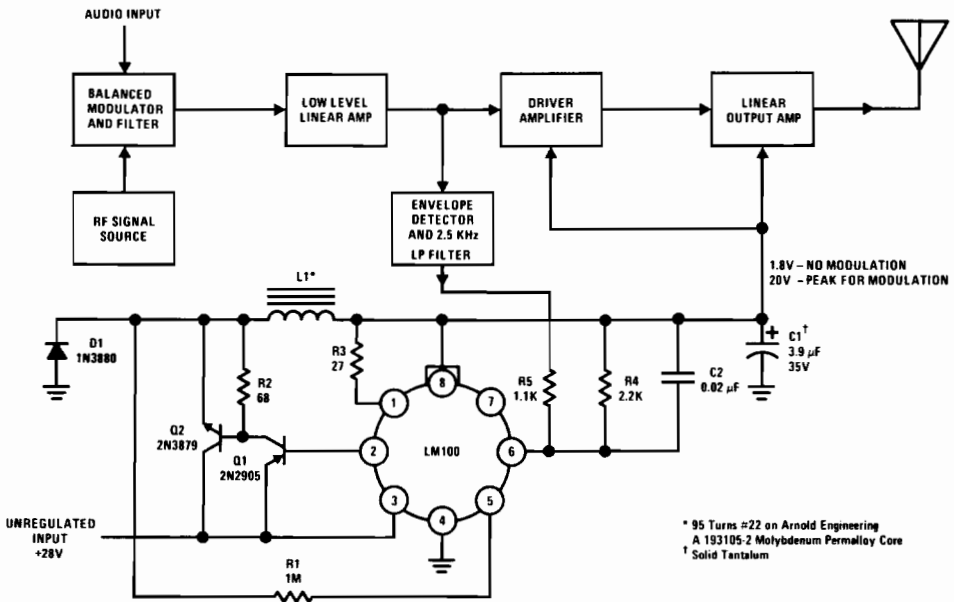 AUDIO INPUT
BALANCED
MODULATOR
AND FILTER
LOW LEVEL
LINEAR AMP
DRIVER
AMPLIFIER
LINEAR
OUTPUT AMP
RF SIGNAL
SOURCE
ENVELOPE
DETECTOR
AND 2.5 KHz
LP FILTER
1.8V – NO MODULATION
20V – PEAK FOR MODULATION
L1*
D1
1N3880
R2
68
R3
27
Q2
2N3879
Q1
2N2905
LM100
1
2
3
4
5
6
7
8
R5
1.1K
R4
2.2K
C2
0.02 µF
+
C1†
3.9 µF
35V
UNREGULATED
INPUT
+28V
R1
1M
* 95 Turns #22 on Arnold Engineering
A 193105-2 Molybdenum Permalloy Core
† Solid Tantalum